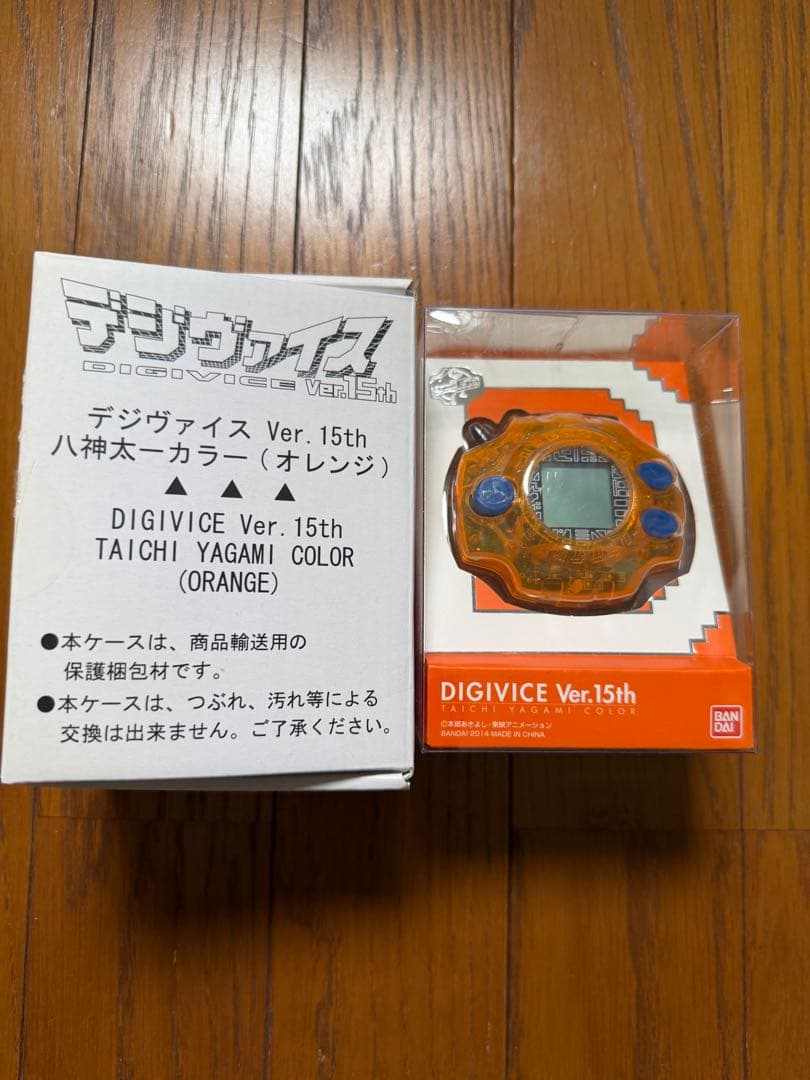 デジヴァイス
DIGIVICE Ver.15th
デジヴァイス Ver.15th
八神太一カラー(オレンジ)
▲ ▲ ▲
DIGIVICE Ver.15th
TAICHI YAGAMI COLOR
(ORANGE)
●本ケースは、商品輸送用の
保護梱包材です。
●本ケースは、つぶれ、汚れ等による
交換は出来ません。ご了承ください。
DIGIVICE Ver.15th
TAICHI YAGAMI COLOR
©本郷あきよし・東映アニメーション
BANDAI 2014 MADE IN CHINA
BAN
DAI